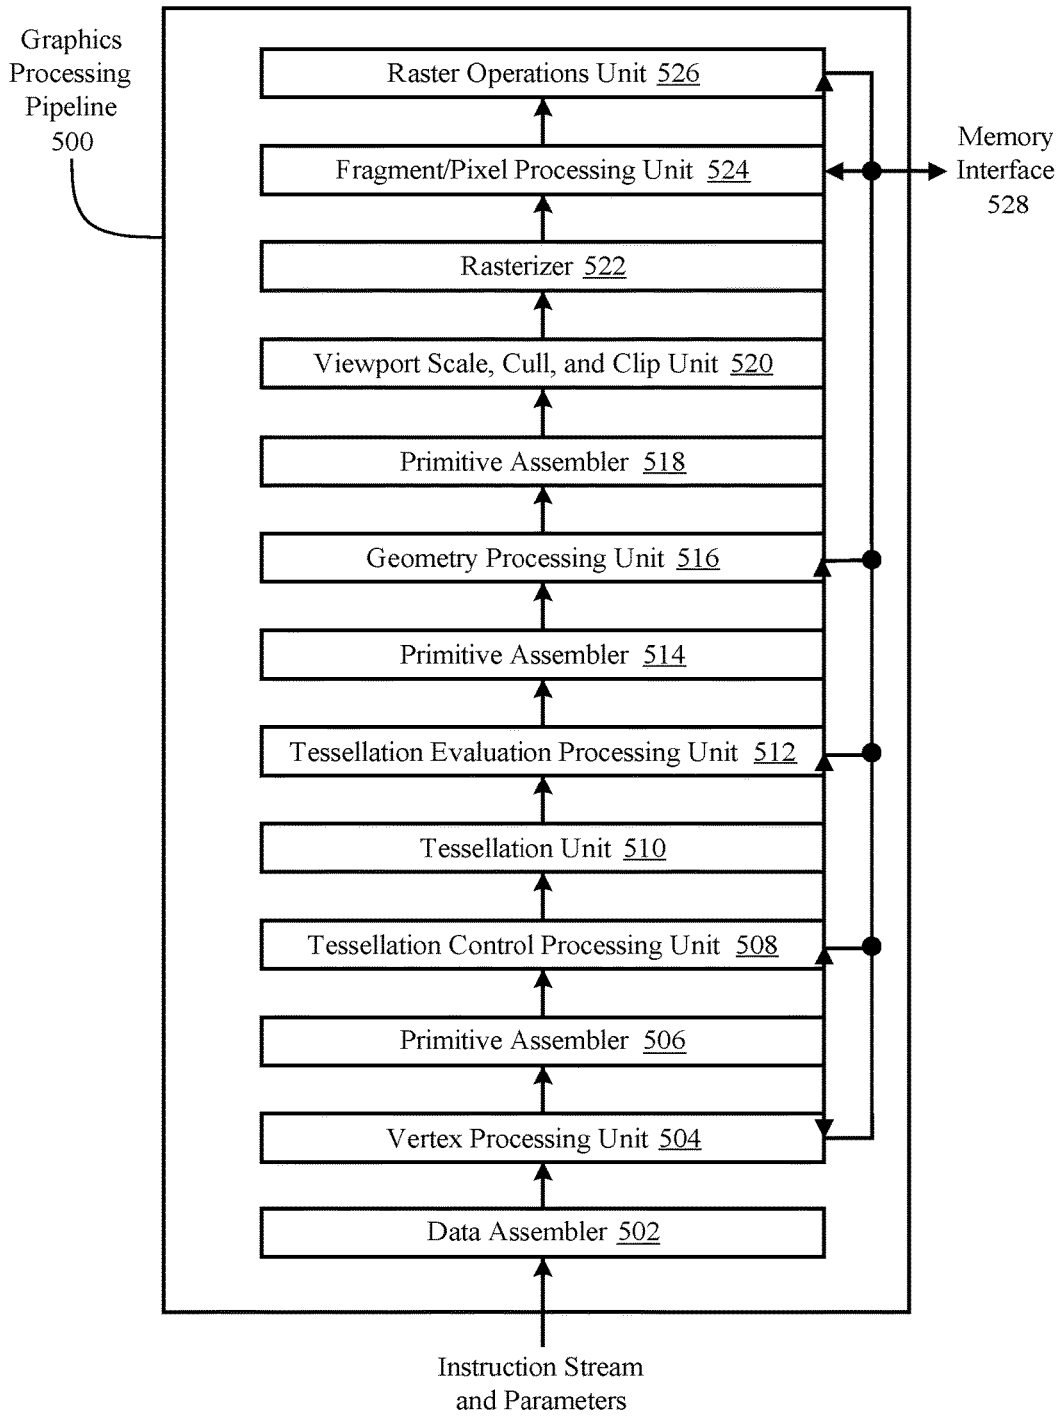 Graphics
Processing
Pipeline
500
Raster Operations Unit 526
Fragment/Pixel Processing Unit 524
Memory
Interface
528
Rasterizer 522
Viewport Scale, Cull, and Clip Unit 520
Primitive Assembler 518
Geometry Processing Unit 516
Primitive Assembler 514
Tessellation Evaluation Processing Unit 512
Tessellation Unit 510
Tessellation Control Processing Unit 508
Primitive Assembler 506
Vertex Processing Unit 504
Data Assembler 502
Instruction Stream
and Parameters